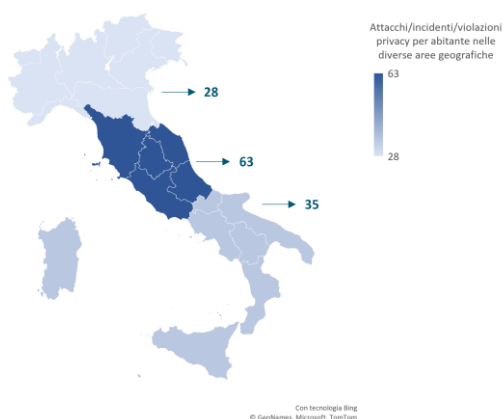 Attacchi/incidenti/violazioni
privacy per abitante nelle
diverse aree geografiche
63
28
28
63
35
Con tecnologia Bing
© GeoNames, Microsoft, TomTom